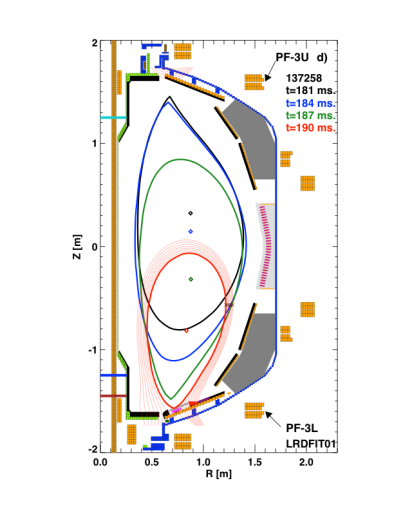 PF-3U d)
137258
t=181 ms.
t=184 ms.
t=187 ms.
t=190 ms.
2
1
0
-1
-2
Z [m]
PF-3L
LRDFIT01
0.0 0.5 1.0 1.5 2.0
R [m]